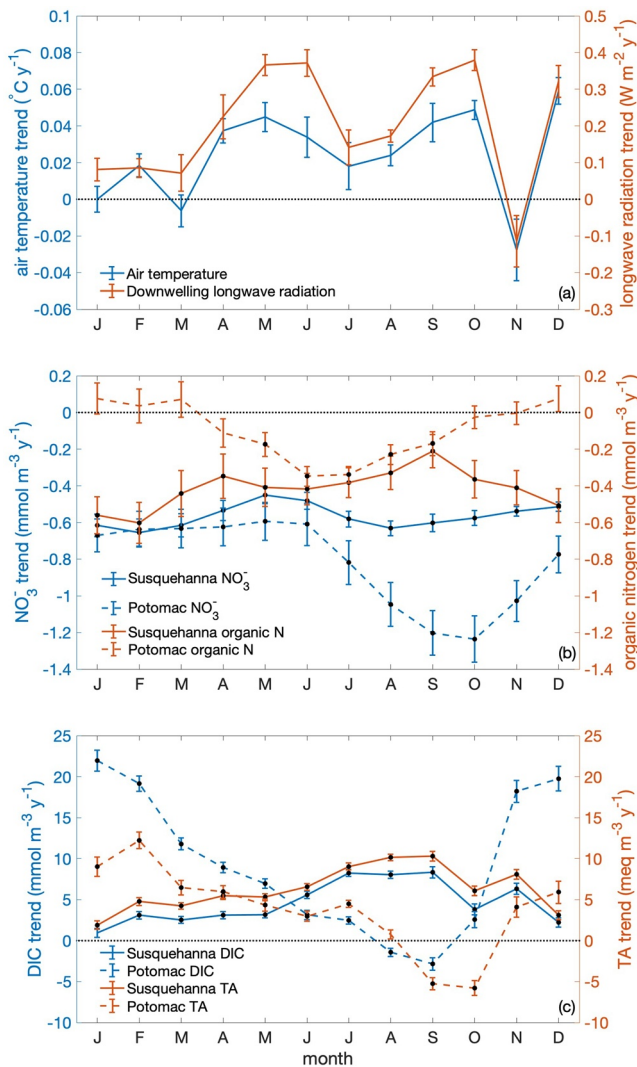 air temperature trend (°C y⁻¹)
0.1
0.08
0.06
0.04
0.02
0
-0.02
-0.04
-0.06
0.5
0.4
0.3
0.2
0.1
0
-0.1
-0.2
-0.3
longwave radiation trend (W m⁻² y⁻¹)
Air temperature
Downwelling longwave radiation
(a)
J F M A M J J A S O N D
NO₃⁻ trend (mmol m⁻³ y⁻¹)
0.2
0
-0.2
-0.4
-0.6
-0.8
-1
-1.2
-1.4
0.2
0
-0.2
-0.4
-0.6
-0.8
-1
-1.2
-1.4
organic nitrogen trend (mmol m⁻³ y⁻¹)
Susquehanna NO₃⁻
Potomac NO₃⁻
Susquehanna organic N
Potomac organic N
(b)
J F M A M J J A S O N D
DIC trend (mmol m⁻³ y⁻¹)
25
20
15
10
5
0
-5
-10
25
20
15
10
5
0
-5
-10
TA trend (meq m⁻³ y⁻¹)
Susquehanna DIC
Potomac DIC
Susquehanna TA
Potomac TA
(c)
J F M A M J J A S O N D
month